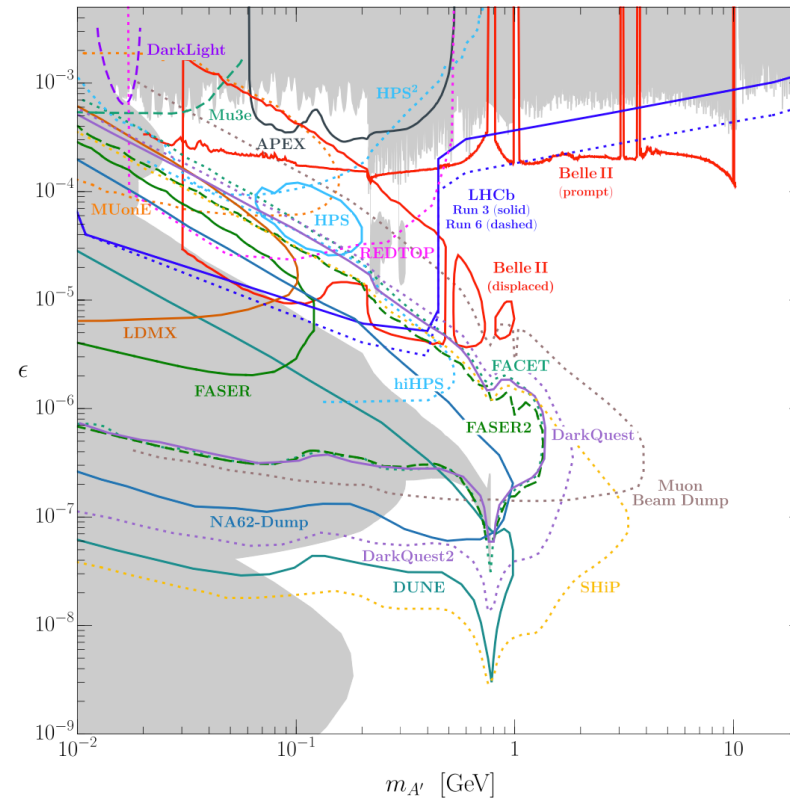 DarkLight
10⁻³
HPS²
Mu3e
APEX
10⁻⁴
Belle II
(prompt)
LHCb
Run 3 (solid)
Run 6 (dashed)
MUonE
HPS
REDTOP
Belle II
(displaced)
10⁻⁵
LDMX
ϵ
FACET
hiHPS
FASER
10⁻⁶
FASER2
DarkQuest
Muon
Beam Dump
10⁻⁷
NA62-Dump
DarkQuest2
DUNE
SHiP
10⁻⁸
10⁻⁹
10⁻² 10⁻¹ 1 10
m_A′ [GeV]